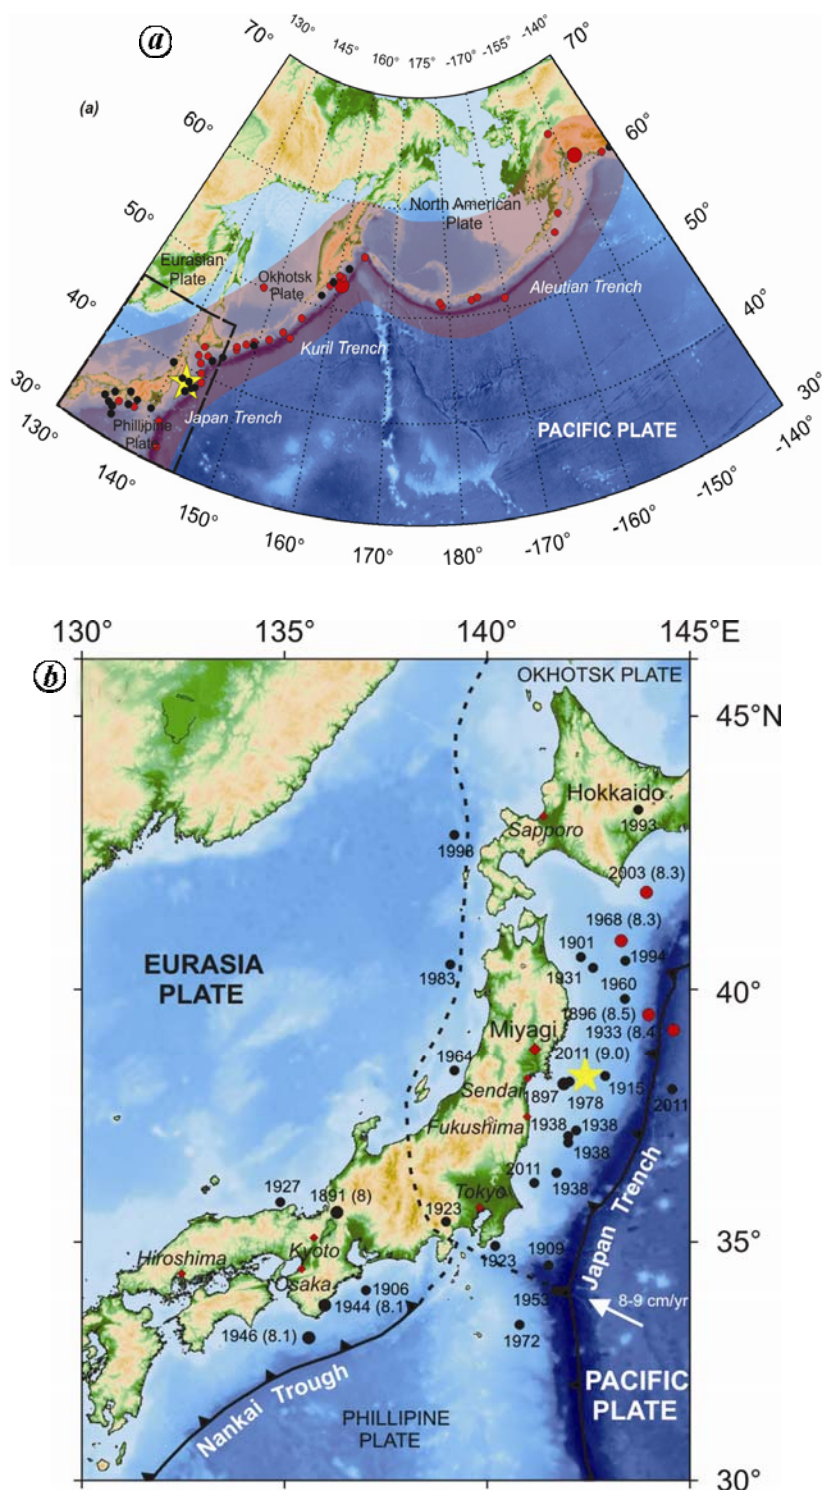 a
(a)
130°
145°
160°
175°
-170°
-155°
-140°
70°
70°
60°
60°
50°
50°
40°
40°
30°
30°
North American
Plate
Eurasian
Plate
Okhotsk
Plate
Aleutian Trench
Kuril Trench
Japan Trench
Phillipine
Plate
PACIFIC PLATE
130°
140°
150°
160°
170°
180°
-170°
-160°
-150°
-140°
130
135°
140°
145°E
b
OKHOTSK PLATE
45°N
Hokkaido
1993
Sapporo
1998
2003 (8.3)
1968 (8.3)
1901
1994
1931
EURASIA
PLATE
1983
1960
40°
1896 (8.5)
1933 (8.4)
Miyagi
2011 (9.0)
1964
Sendai
1897
1915
1978
2011
Fukushima
1938
1938
1938
2011
1938
1927
1891 (8)
1923
Tokyo
35°
Kyoto
1923
1909
Japan Trench
Hiroshima
Osaka
1906
1953
8-9 cm/yr
1944 (8.1
1946 (8.1)
1972
Nankai Trough
PACIFIC
PLATE
PHILLIPINE
PLATE
30°